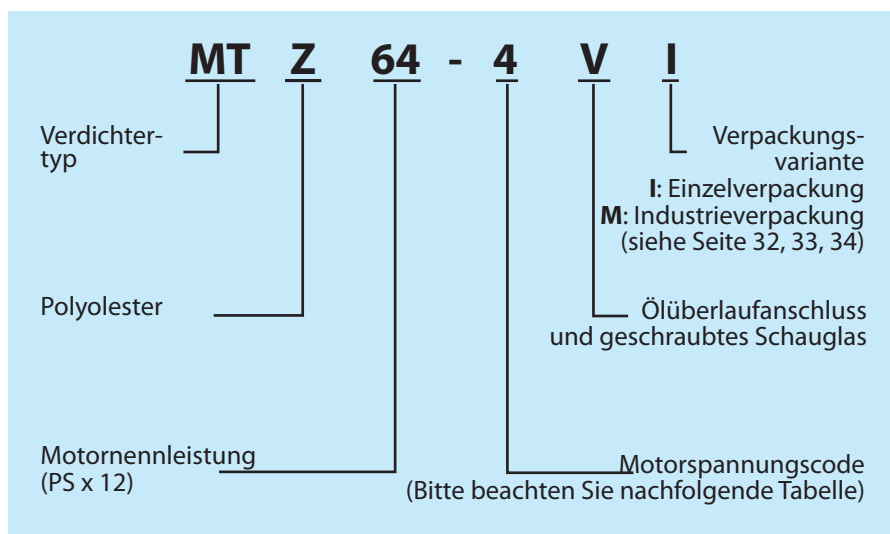 MT Z 64 - 4 V I
Verdichter-
typ
Verpackungs-
variante
I: Einzelverpackung
M: Industrieverpackung
(siehe Seite 32, 33, 34)
Polyolester
Ölüberlaufanschluss
und geschraubtes Schauglas
Motornennleistung
(PS x 12)
Motorspannungscode
(Bitte beachten Sie nachfolgende Tabelle)